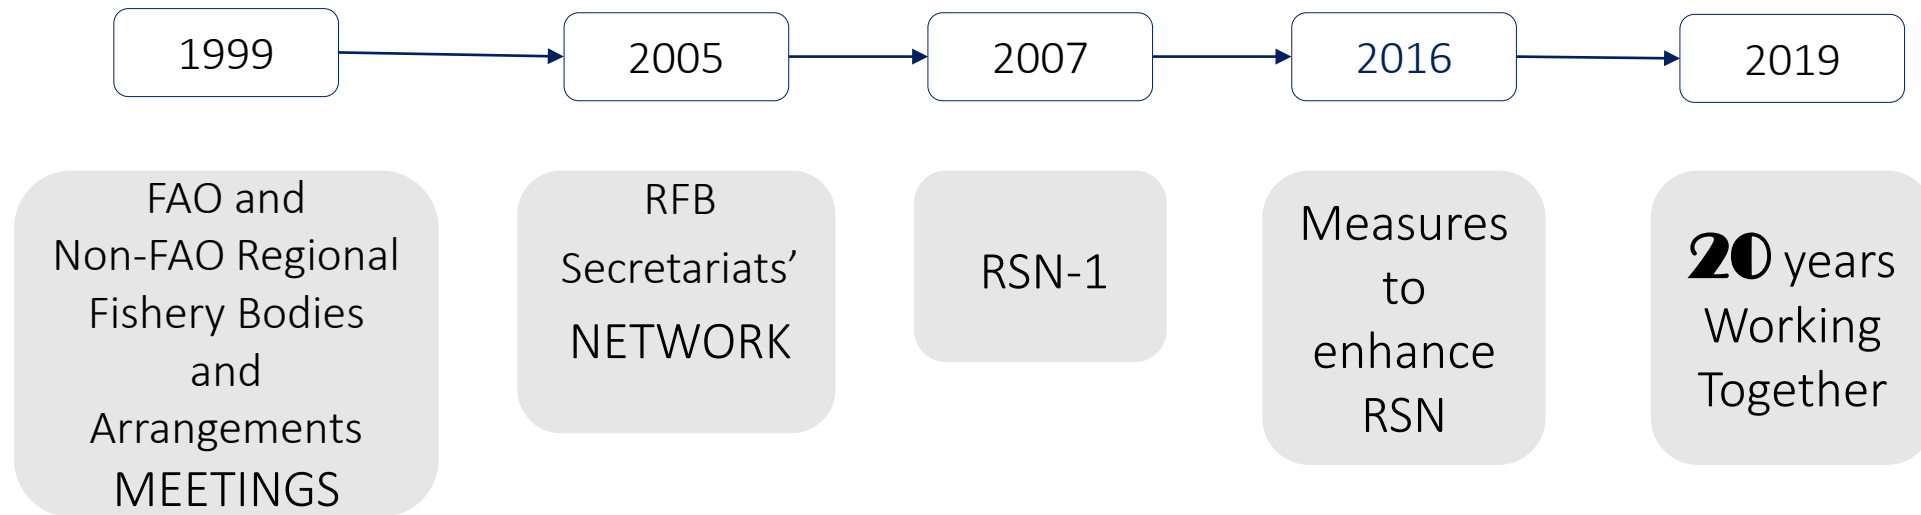 1999
2005
2007
2016
2019
FAO and
Non-FAO Regional
Fishery Bodies
and
Arrangements
MEETINGS
RFB
Secretariats’
NETWORK
RSN-1
Measures
to
enhance
RSN
20 years
Working
Together